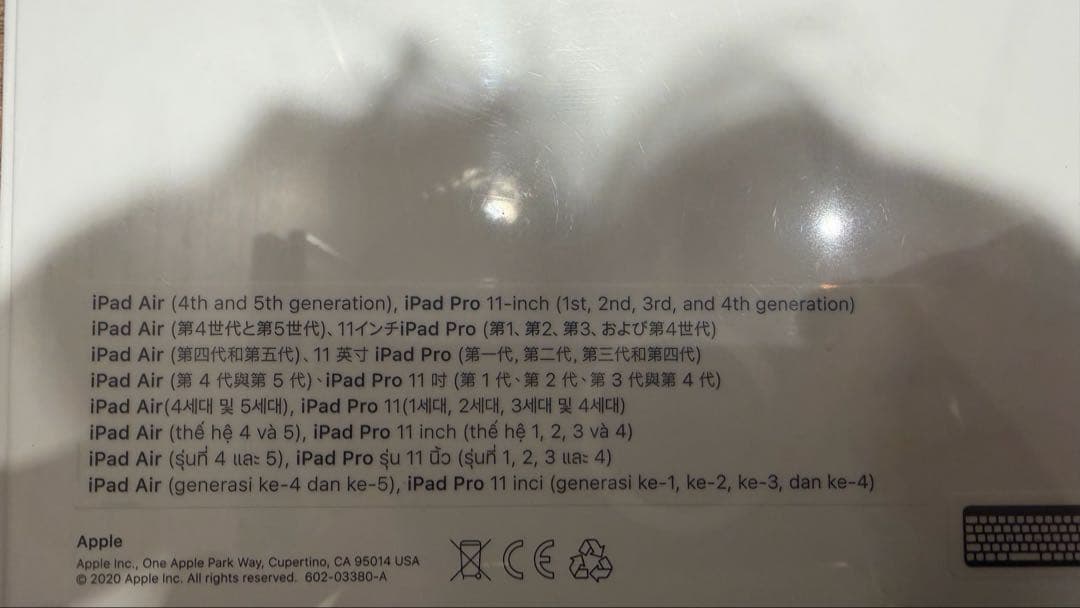 iPad Air (4th and 5th generation), iPad Pro 11-inch (1st, 2nd, 3rd, and 4th generation)
iPad Air (第4世代と第5世代)、11インチiPad Pro (第1、第2、第3、および第4世代)
iPad Air (第四代和第五代)、11 英寸 iPad Pro (第一代, 第二代, 第三代和第四代)
iPad Air (第 4 代與第 5 代)、iPad Pro 11 吋 (第 1 代、第 2 代、第 3 代與第 4 代)
iPad Air(4세대 및 5세대), iPad Pro 11(1세대, 2세대, 3세대 및 4세대)
iPad Air (thế hệ 4 và 5), iPad Pro 11 inch (thế hệ 1, 2, 3 và 4)
iPad Air (รุ่นที่ 4 และ 5), iPad Pro รุ่น 11 นิ้ว (รุ่นที่ 1, 2, 3 และ 4)
iPad Air (generasi ke-4 dan ke-5), iPad Pro 11 inci (generasi ke-1, ke-2, ke-3, dan ke-4)
Apple
Apple Inc., One Apple Park Way, Cupertino, CA 95014 USA
© 2020 Apple Inc. All rights reserved. 602-03380-A
CE